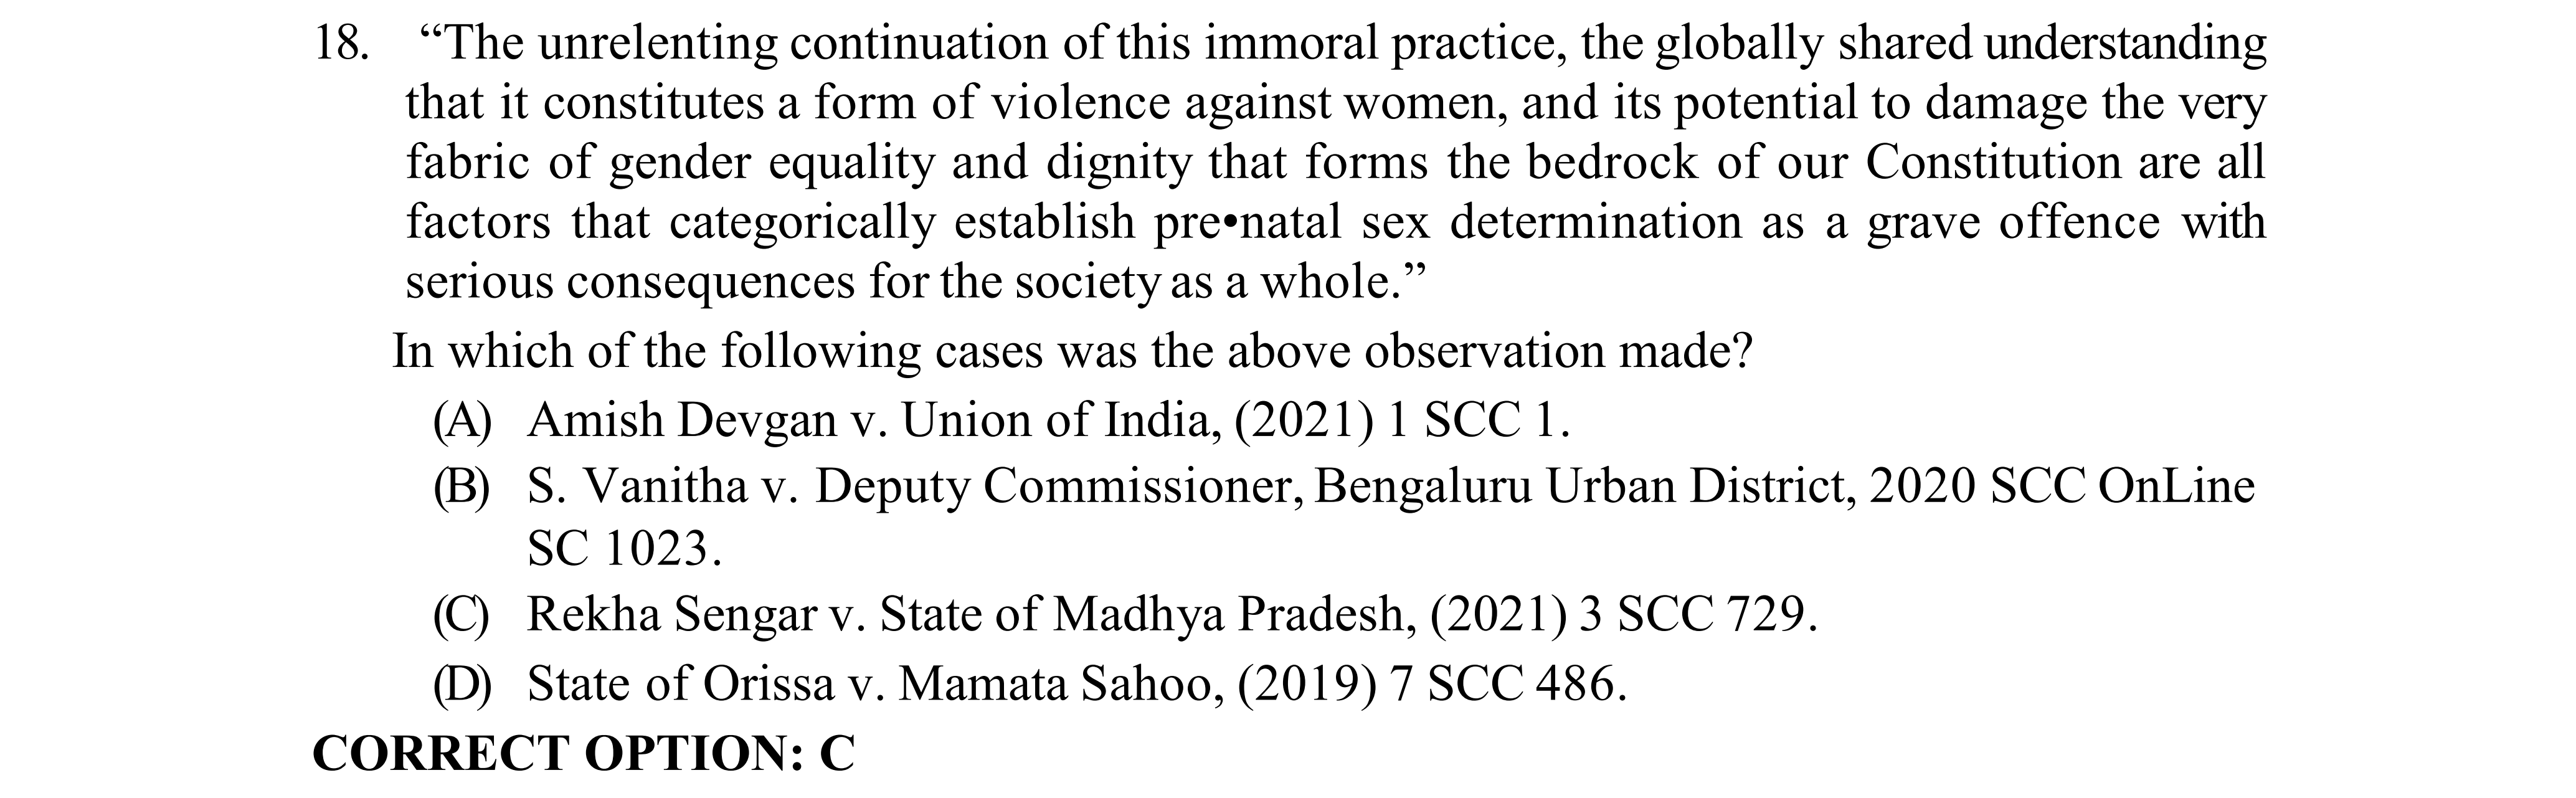 18. “The unrelenting continuation of this immoral practice, the globally shared understanding
that it constitutes a form of violence against women, and its potential to damage the very
fabric of gender equality and dignity that forms the bedrock of our Constitution are all
factors that categorically establish pre•natal sex determination as a grave offence with
serious consequences for the society as a whole.”
In which of the following cases was the above observation made?
(A) Amish Devgan v. Union of India, (2021) 1 SCC 1.
(B) S. Vanitha v. Deputy Commissioner, Bengaluru Urban District, 2020 SCC OnLine
SC 1023.
(C) Rekha Sengar v. State of Madhya Pradesh, (2021) 3 SCC 729.
(D) State of Orissa v. Mamata Sahoo, (2019) 7 SCC 486.
CORRECT OPTION: C